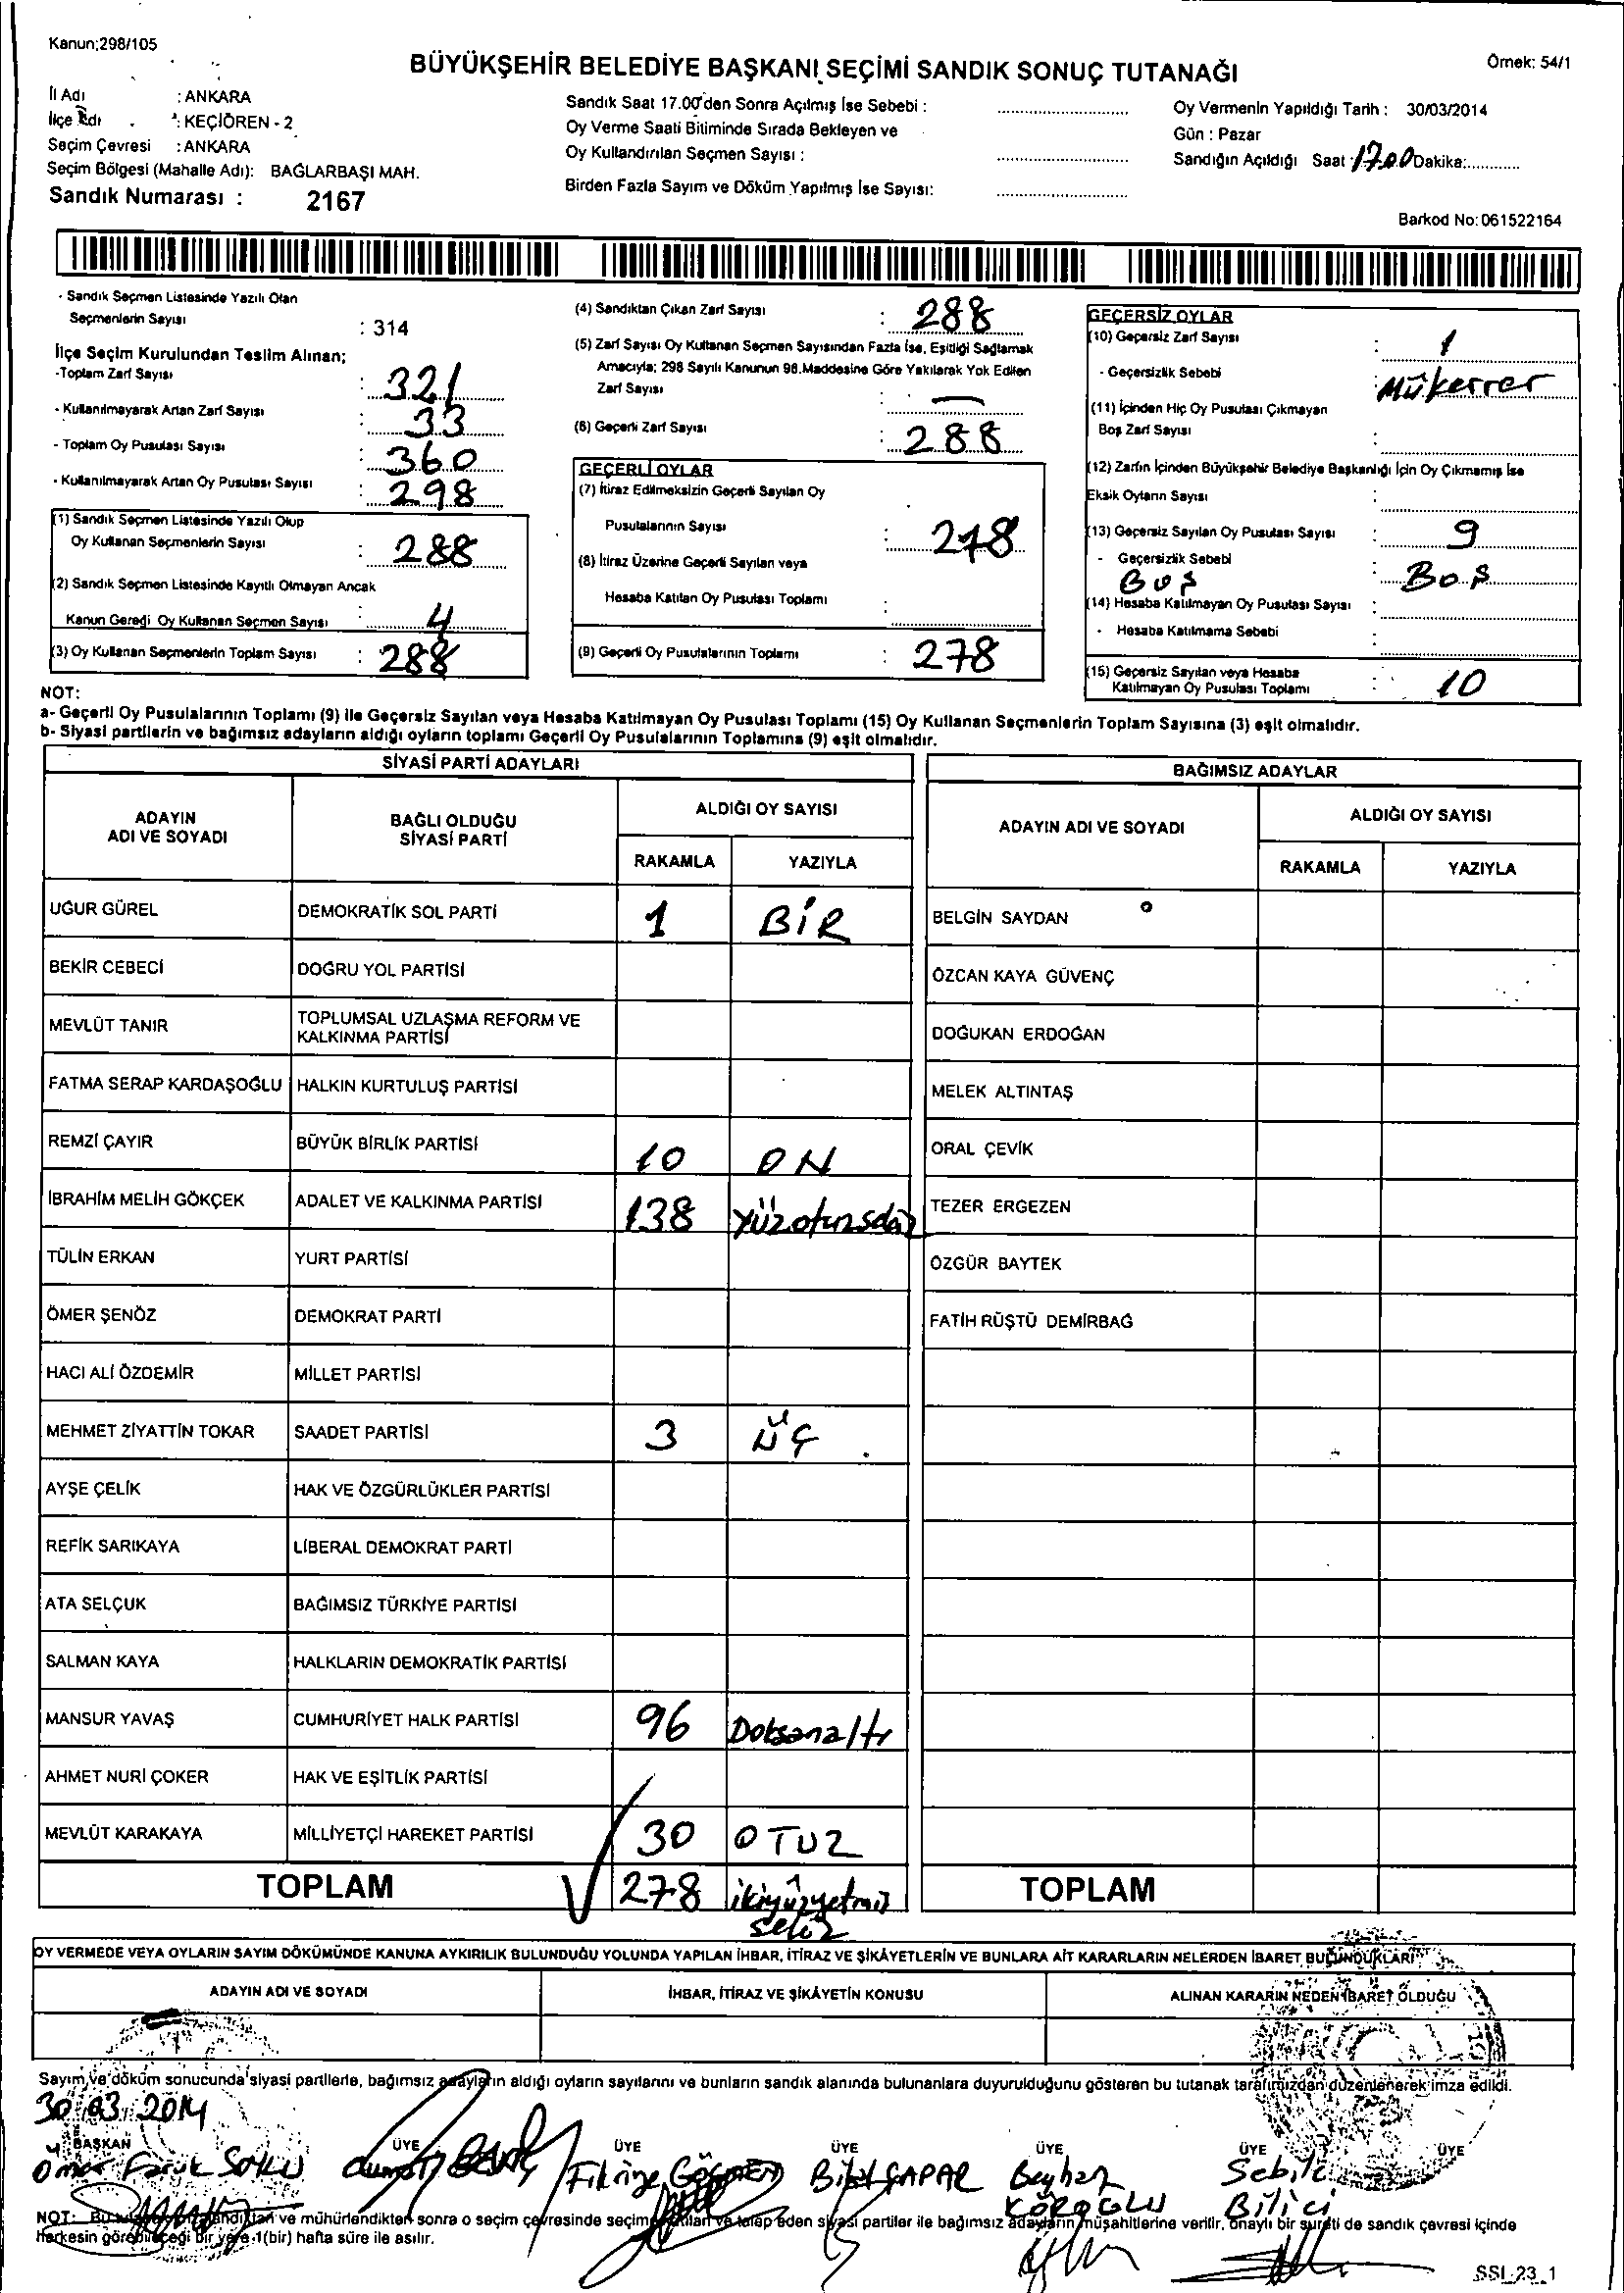 Kanun;298/105
BÜYÜKŞEHİR BELEDİYE BAŞKANI SEÇİMİ SANDIK SONUÇ TUTANAĞI
Örnek: 54/1
İl Adı : ANKARA
İlçe Adı : KEÇİÖREN - 2
Seçim Çevresi : ANKARA
Seçim Bölgesi (Mahalle Adı): BAĞLARBAŞI MAH.
Sandık Numarası : 2167
Sandık Saat 17.00'den Sonra Açılmış İse Sebebi :
Oy Verme Saati Bitiminde Sırada Bekleyen ve
Oy Kullandırılan Seçmen Sayısı :
Birden Fazla Sayım ve Döküm Yapılmış İse Sayısı:
Oy Vermenin Yapıldığı Tarih : 30/03/2014
Gün : Pazar
Sandığın Açıldığı Saat : 17.00 Dakika:
Barkod No: 061522164
- Sandık Seçmen Listesinde Yazılı Olan
Seçmenlerin Sayısı : 314
İlçe Seçim Kurulundan Teslim Alınan;
-Toplam Zarf Sayısı : 321
- Kullanılmayarak Artan Zarf Sayısı : 33
- Toplam Oy Pusulası Sayısı : 360
- Kullanılmayarak Artan Oy Pusulası Sayısı : 298
(1) Sandık Seçmen Listesinde Yazılı Olup
Oy Kullanan Seçmenlerin Sayısı : 288
(2) Sandık Seçmen Listesinde Kayıtlı Olmayan Ancak
Kanun Gereği Oy Kullanan Seçmen Sayısı : 4
(3) Oy Kullanan Seçmenlerin Toplam Sayısı : 288
(4) Sandıktan Çıkan Zarf Sayısı : 288
(5) Zarf Sayısı Oy Kullanan Seçmen Sayısından Fazla İse, Eşitliği Sağlamak
Amacıyla; 298 Sayılı Kanunun 98.Maddesine Göre Yakılarak Yok Edilen
Zarf Sayısı : —
(6) Geçerli Zarf Sayısı : 288
GEÇERLİ OYLAR
(7) İtiraz Edilmeksizin Geçerli Sayılan Oy
Pusulalarının Sayısı : 278
(8) İtiraz Üzerine Geçerli Sayılan veya
Hesaba Katılan Oy Pusulası Toplamı :
(9) Geçerli Oy Pusulalarının Toplamı : 278
GEÇERSİZ OYLAR
(10) Geçersiz Zarf Sayısı : 1
- Geçersizlik Sebebi : Mükerrer
(11) İçinden Hiç Oy Pusulası Çıkmayan
Boş Zarf Sayısı :
(12) Zarfın İçinden Büyükşehir Belediye Başkanlığı İçin Oy Çıkmamış İse
Eksik Oyların Sayısı :
(13) Geçersiz Sayılan Oy Pusulası Sayısı : 9
- Geçersizlik Sebebi : Boş
Boş
(14) Hesaba Katılmayan Oy Pusulası Sayısı :
- Hesaba Katılmama Sebebi :
(15) Geçersiz Sayılan veya Hesaba
Katılmayan Oy Pusulası Toplamı : 10
NOT:
a- Geçerli Oy Pusulalarının Toplamı (9) ile Geçersiz Sayılan veya Hesaba Katılmayan Oy Pusulası Toplamı (15) Oy Kullanan Seçmenlerin Toplam Sayısına (3) eşit olmalıdır.
b- Siyasi partilerin ve bağımsız adayların aldığı oyların toplamı Geçerli Oy Pusulalarının Toplamına (9) eşit olmalıdır.
SİYASİ PARTİ ADAYLARI
ADAYIN ADI VE SOYADI
BAĞLI OLDUĞU SİYASİ PARTİ
ALDIĞI OY SAYISI
RAKAMLA YAZIYLA
UĞUR GÜREL DEMOKRATİK SOL PARTİ 1 BİR
BEKİR CEBECİ DOĞRU YOL PARTİSİ
MEVLÜT TANIR TOPLUMSAL UZLAŞMA REFORM VE
KALKINMA PARTİSİ
FATMA SERAP KARDAŞOĞLU HALKIN KURTULUŞ PARTİSİ
REMZİ ÇAYIR BÜYÜK BİRLİK PARTİSİ 10 ON
İBRAHİM MELİH GÖKÇEK ADALET VE KALKINMA PARTİSİ 138
TÜLİN ERKAN YURT PARTİSİ
ÖMER ŞENÖZ DEMOKRAT PARTİ
HACI ALİ ÖZDEMİR MİLLET PARTİSİ
MEHMET ZİYATTİN TOKAR SAADET PARTİSİ 3 ÜÇ
AYŞE ÇELİK HAK VE ÖZGÜRLÜKLER PARTİSİ
REFİK SARIKAYA LİBERAL DEMOKRAT PARTİ
ATA SELÇUK BAĞIMSIZ TÜRKİYE PARTİSİ
SALMAN KAYA HALKLARIN DEMOKRATİK PARTİSİ
MANSUR YAVAŞ CUMHURİYET HALK PARTİSİ 96 Doksanaltı
AHMET NURİ ÇOKER HAK VE EŞİTLİK PARTİSİ
MEVLÜT KARAKAYA MİLLİYETÇİ HAREKET PARTİSİ 30 OTUZ
TOPLAM 278 ikiyüzyetmiş
sekiz
BAĞIMSIZ ADAYLAR
ADAYIN ADI VE SOYADI
ALDIĞI OY SAYISI
RAKAMLA YAZIYLA
BELGİN SAYDAN
ÖZCAN KAYA GÜVENÇ
DOĞUKAN ERDOĞAN
MELEK ALTINTAŞ
ORAL ÇEVİK
TEZER ERGEZEN
ÖZGÜR BAYTEK
FATİH RÜŞTÜ DEMİRBAĞ
TOPLAM
OY VERMEDE VEYA OYLARIN SAYIM DÖKÜMÜNDE KANUNA AYKIRILIK BULUNDUĞU YOLUNDA YAPILAN İHBAR, İTİRAZ VE ŞİKÂYETLERİN VE BUNLARA AİT KARARLARIN NELERDEN İBARET BULUNDUKLARI
ADAYIN ADI VE SOYADI
İHBAR, İTİRAZ VE ŞİKÂYETİN KONUSU
ALINAN KARARIN NEDEN İBARET OLDUĞU
Sayım ve döküm sonucunda siyasi partilerle, bağımsız adayların aldığı oyların sayılarını ve bunların sandık alanında bulunanlara duyurulduğunu gösteren bu tutanak tarafımızdan düzenlenerek imza edildi.
30.03.2014
BAŞKAN ÜYE ÜYE ÜYE ÜYE ÜYE ÜYE
Ömer Faruk Fikriye Bilal ÇAPAR Beyhan Sebile
KÖROĞLU Bilici
NOT: Bu ve mühürlendikten sonra o seçim çevresinde seçime katılan ve talep eden siyasi partiler ile bağımsız adayların müşahitlerine verilir, onaylı bir sureti de sandık çevresi içinde
herkesin görebileceği bir yere 1(bir) hafta süre ile asılır.
SSL-23_1